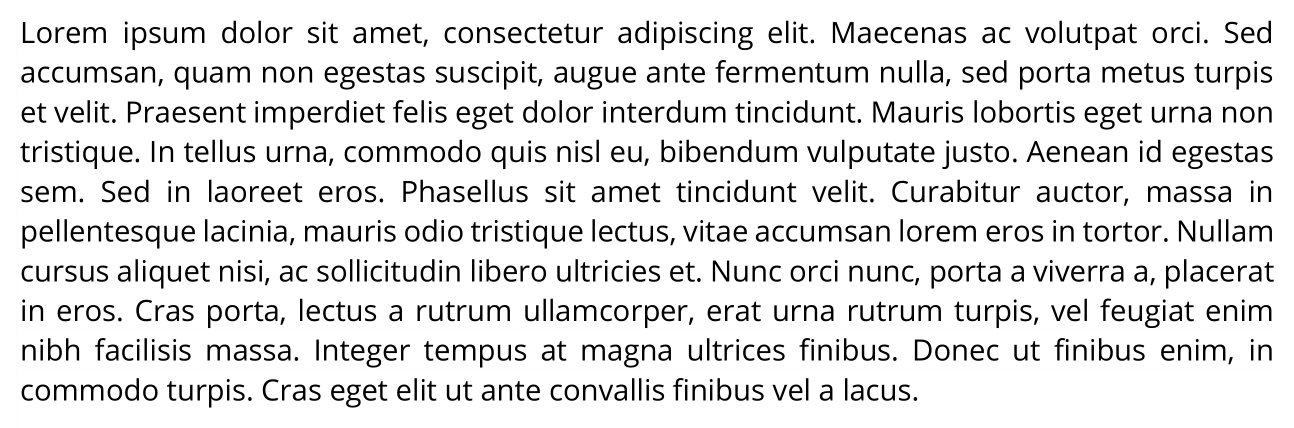 Lorem ipsum dolor sit amet, consectetur adipiscing elit. Maecenas ac volutpat orci. Sed
accumsan, quam non egestas suscipit, augue ante fermentum nulla, sed porta metus turpis
et velit. Praesent imperdiet felis eget dolor interdum tincidunt. Mauris lobortis eget urna non
tristique. In tellus urna, commodo quis nisl eu, bibendum vulputate justo. Aenean id egestas
sem. Sed in laoreet eros. Phasellus sit amet tincidunt velit. Curabitur auctor, massa in
pellentesque lacinia, mauris odio tristique lectus, vitae accumsan lorem eros in tortor. Nullam
cursus aliquet nisi, ac sollicitudin libero ultricies et. Nunc orci nunc, porta a viverra a, placerat
in eros. Cras porta, lectus a rutrum ullamcorper, erat urna rutrum turpis, vel feugiat enim
nibh facilisis massa. Integer tempus at magna ultrices finibus. Donec ut finibus enim, in
commodo turpis. Cras eget elit ut ante convallis finibus vel a lacus.